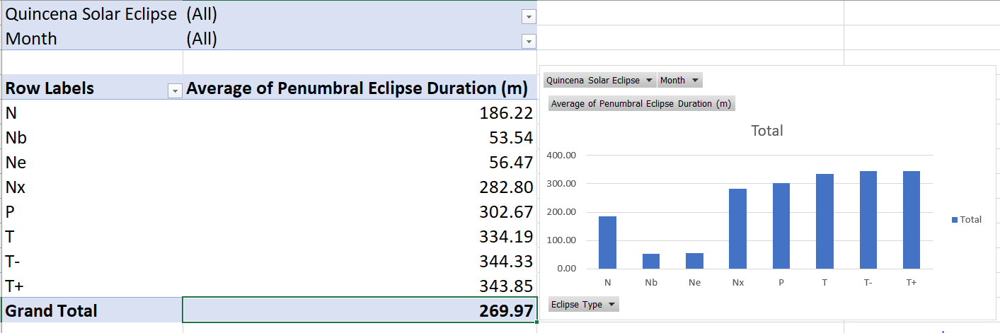 Quincena Solar Eclipse (All)
Month (All)
Row Labels Average of Penumbral Eclipse Duration (m)
N 186.22
Nb 53.54
Ne 56.47
Nx 282.80
P 302.67
T 334.19
T- 344.33
T+ 343.85
Grand Total 269.97
Quincena Solar Eclipse Month
Average of Penumbral Eclipse Duration (m)
Total
400.00
300.00
200.00
100.00
0.00
N Nb Ne Nx P T T- T+
Total
Eclipse Type